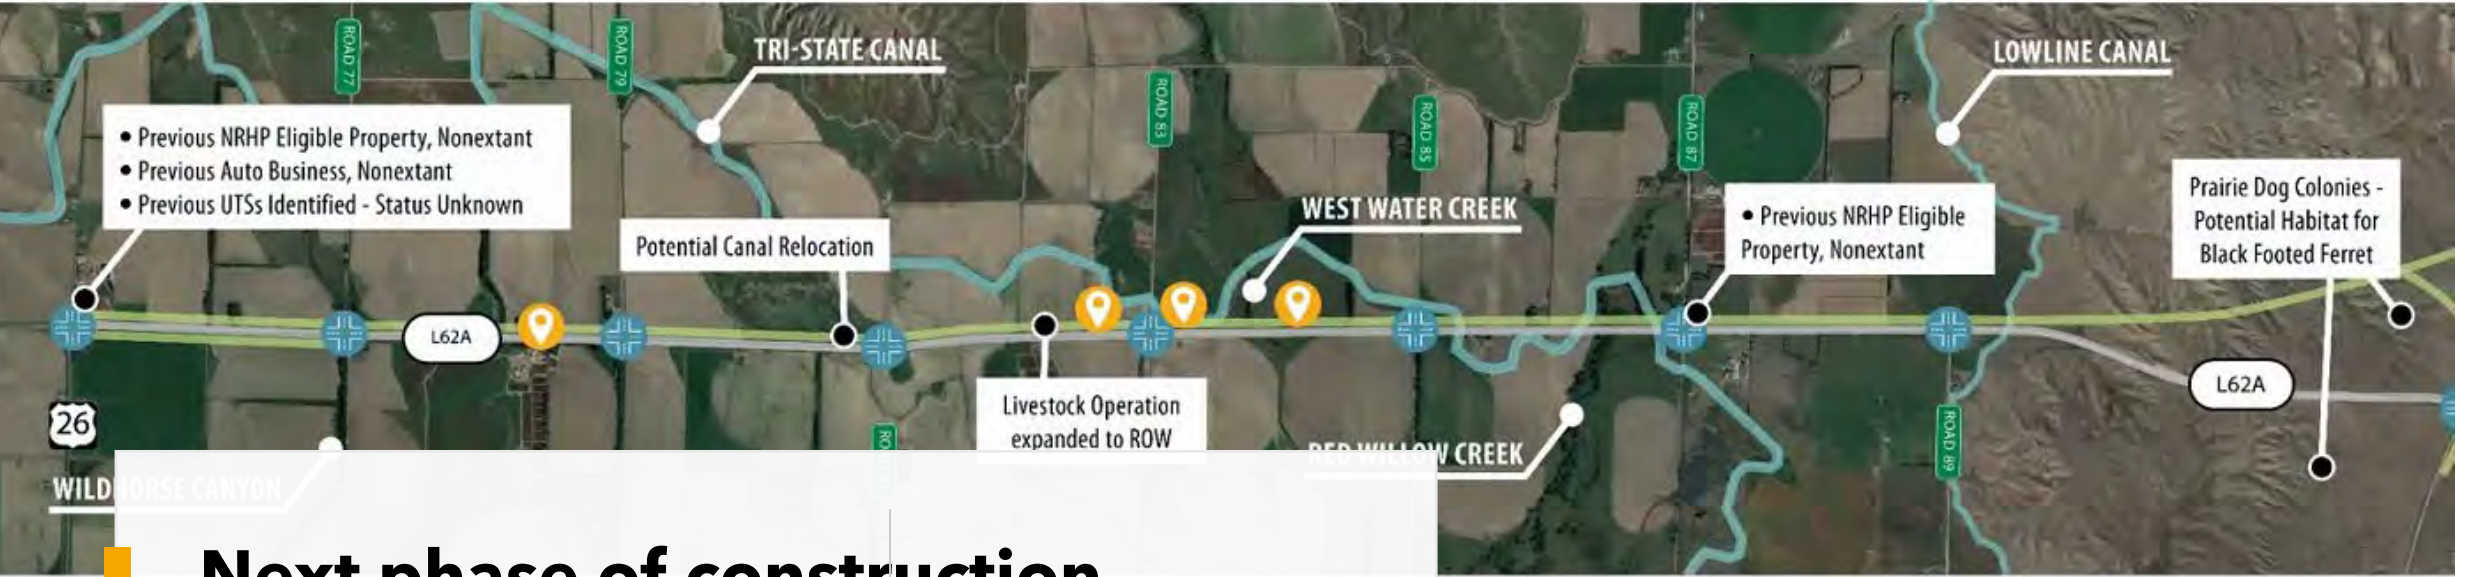 ROAD 77
ROAD 79
TRI-STATE CANAL
ROAD 83
ROAD 85
ROAD 87
LOWLINE CANAL
• Previous NRHP Eligible Property, Nonextant
• Previous Auto Business, Nonextant
• Previous UTSs Identified - Status Unknown
Potential Canal Relocation
WEST WATER CREEK
• Previous NRHP Eligible
Property, Nonextant
Prairie Dog Colonies -
Potential Habitat for
Black Footed Ferret
L62A
L62A
26
Livestock Operation
expanded to ROW
RED WILLOW CREEK
ROAD 89
WILDHORSE CANYON
Next phase of construction